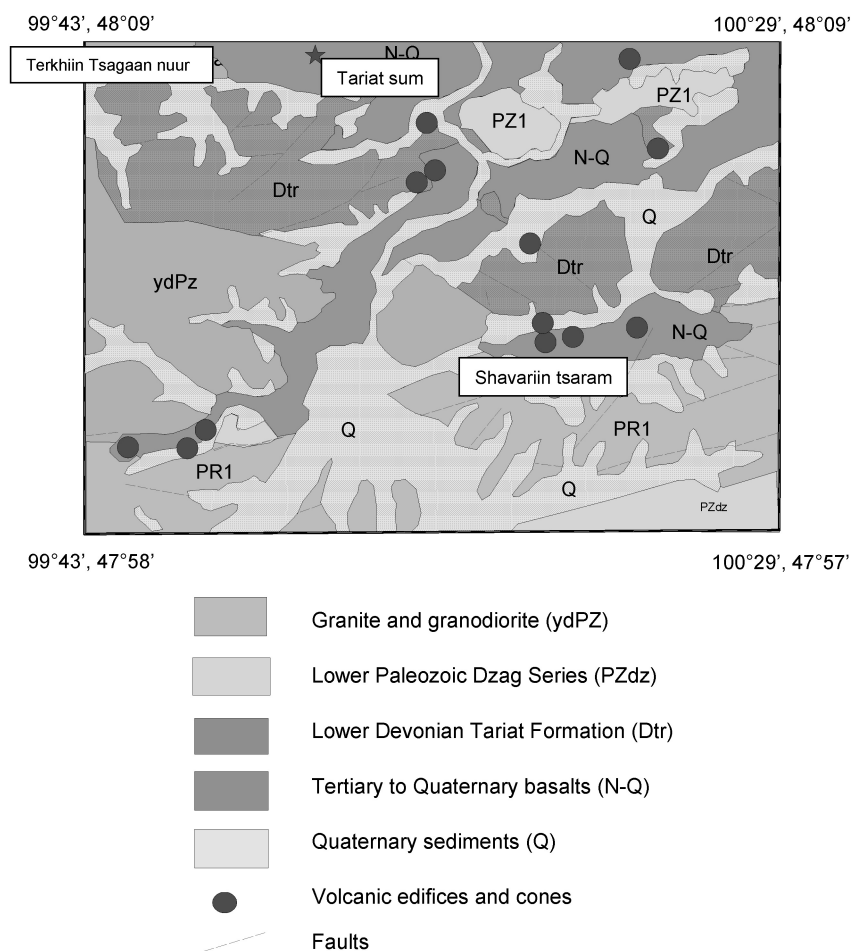 99°43’, 48°09’
100°29’, 48°09’
Terkhiin Tsagaan nuur
N-Q
Tariat sum
PZ1
PZ1
N-Q
Dtr
Q
Dtr
Dtr
ydPz
N-Q
Shavariin tsaram
Q
PR1
PR1
Q
PZdz
99°43’, 47°58’
100°29’, 47°57’
Granite and granodiorite (ydPZ)
Lower Paleozoic Dzag Series (PZdz)
Lower Devonian Tariat Formation (Dtr)
Tertiary to Quaternary basalts (N-Q)
Quaternary sediments (Q)
Volcanic edifices and cones
Faults